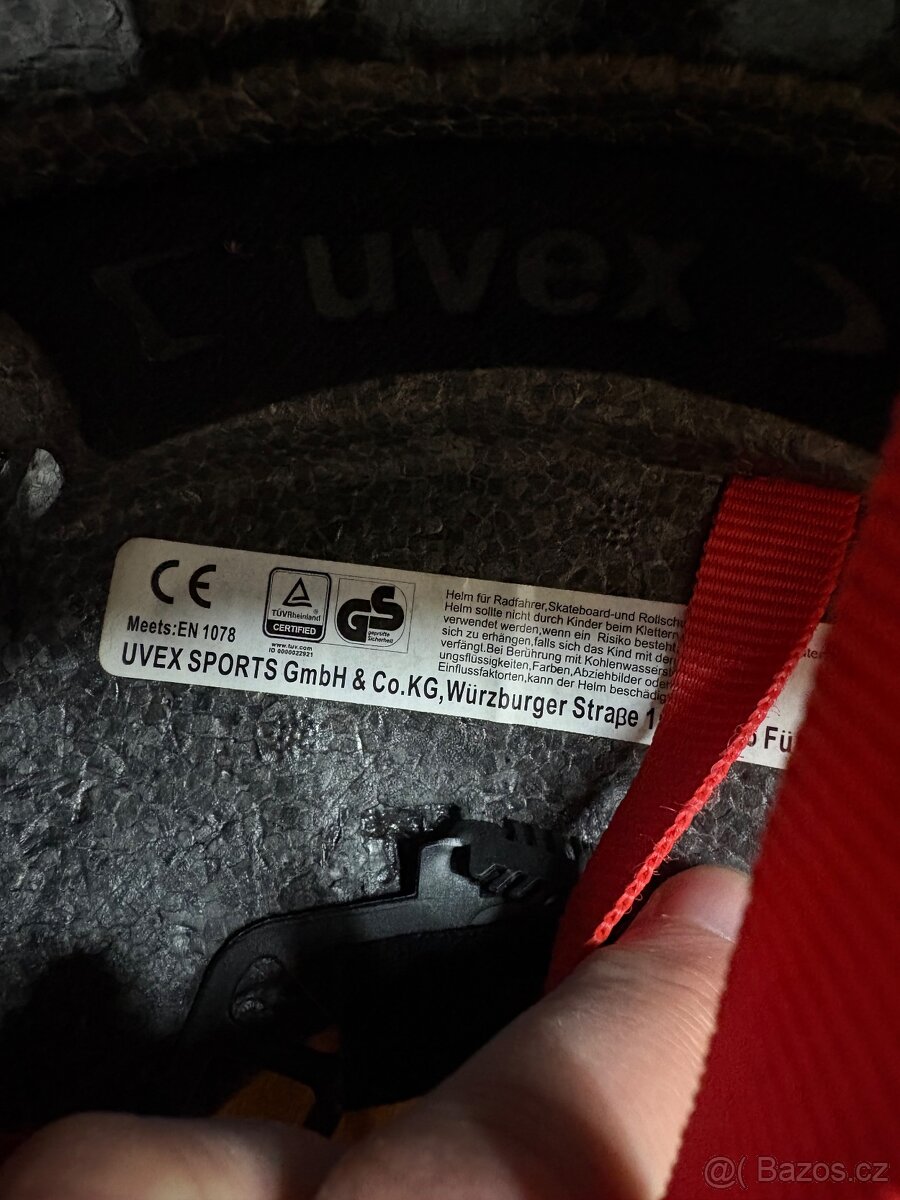 uvex
CE
Meets:EN 1078
TÜVRheinland
CERTIFIED
www.tuv.com
ID 0000022921
GS
geprüfte
Sicherheit
Helm für Radfahrer,Skateboard-und Rollschu
Helm sollte nicht durch Kinder beim Klettern
verwendet werden,wenn ein Risiko besteht
sich zu erhängen,falls sich das Kind mit dem
verfängt.Bei Berührung mit Kohlenwasserst
ungsflüssigkeiten,Farben,Abziehbilder oder
Einflussfaktorten,kann der Helm beschädig
UVEX SPORTS GmbH & Co.KG,Würzburger Straße 1 Fü
@( Bazos.cz